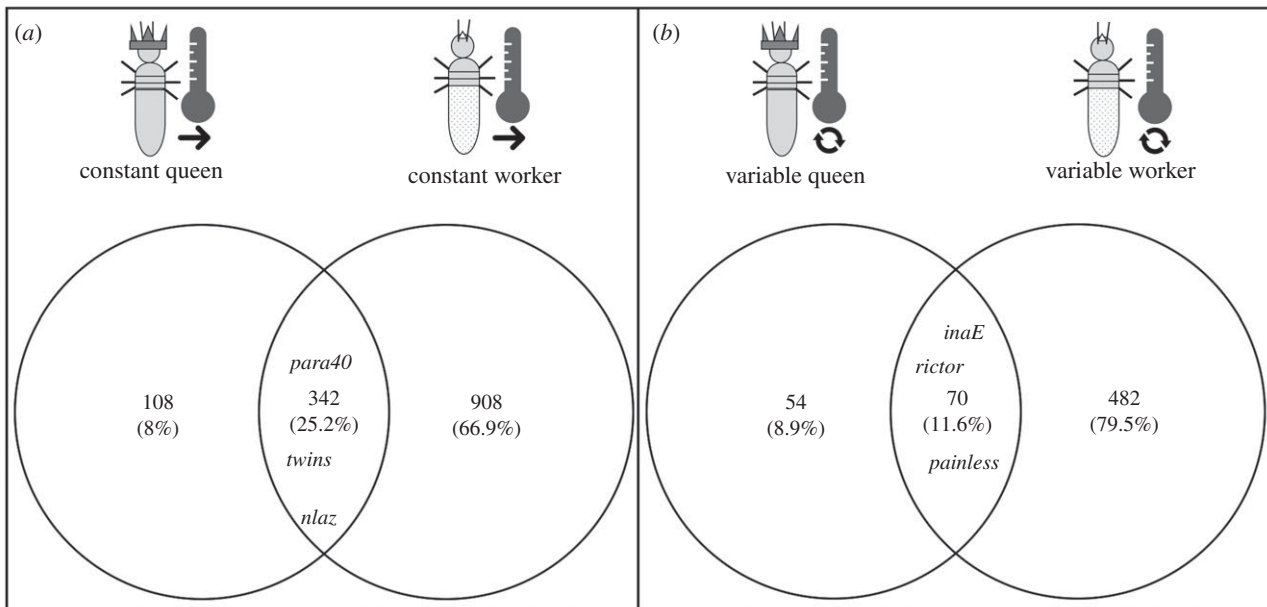 (a)
constant queen
constant worker
para40
108
(8%)
342
(25.2%)
908
(66.9%)
twins
nlaz
(b)
variable queen
variable worker
inaE
rictor
54
(8.9%)
70
(11.6%)
482
(79.5%)
painless